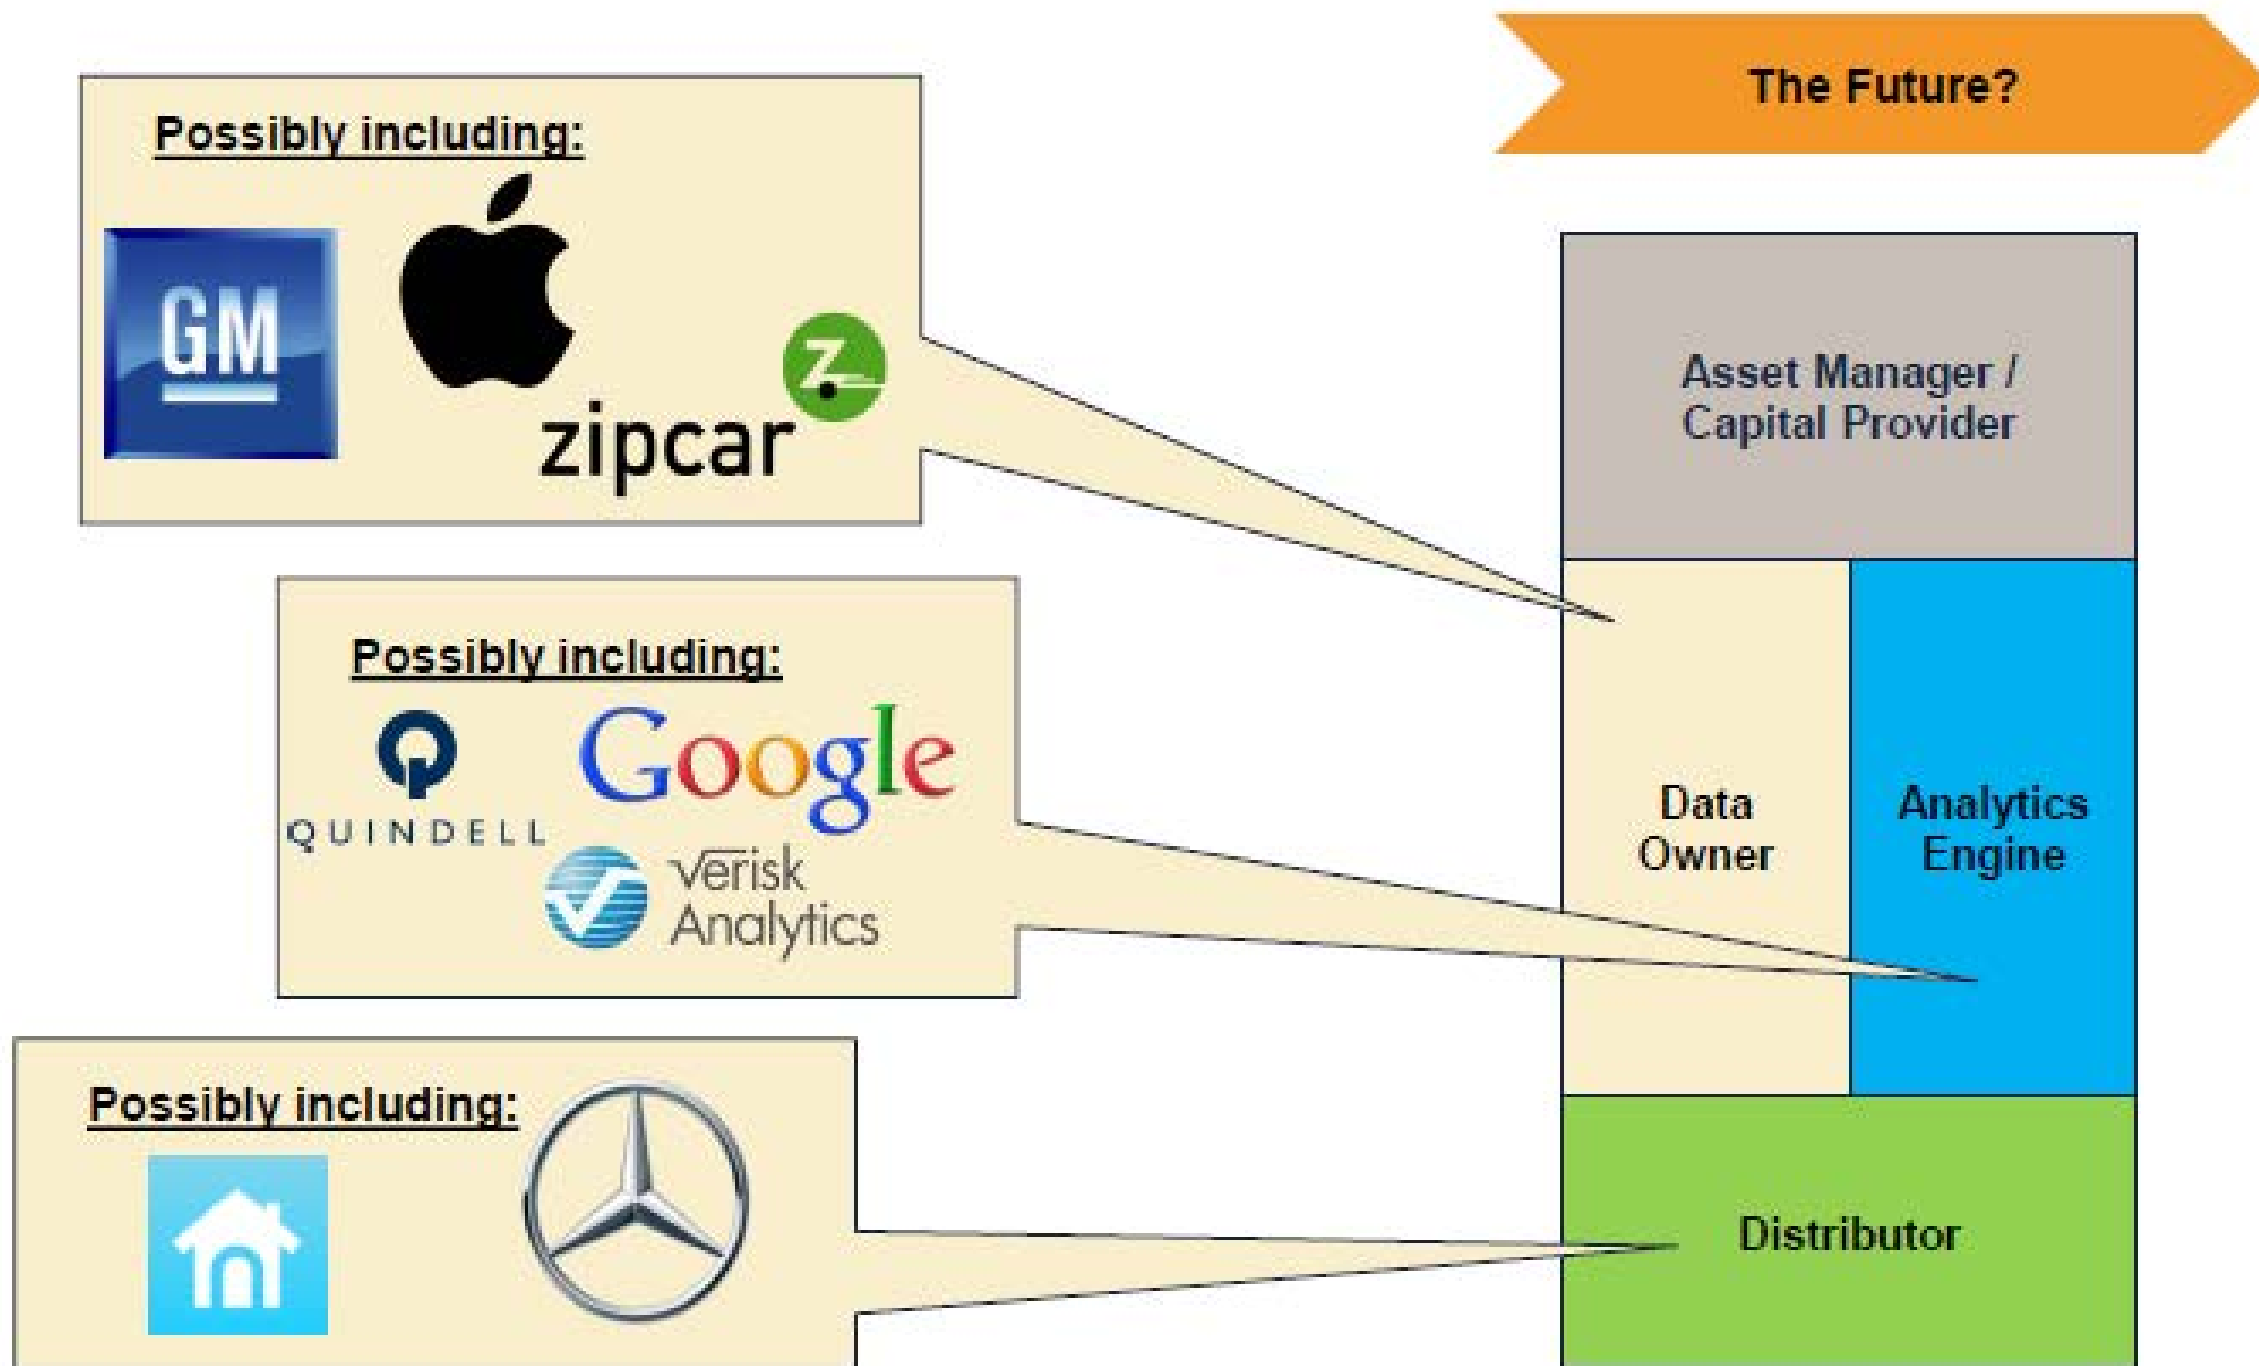 The Future?
Possibly including:
GM
zipcar
Z
Asset Manager /
Capital Provider
Possibly including:
Google
QUINDELL
Verisk
Analytics
Data
Owner
Analytics
Engine
Possibly including:
Distributor